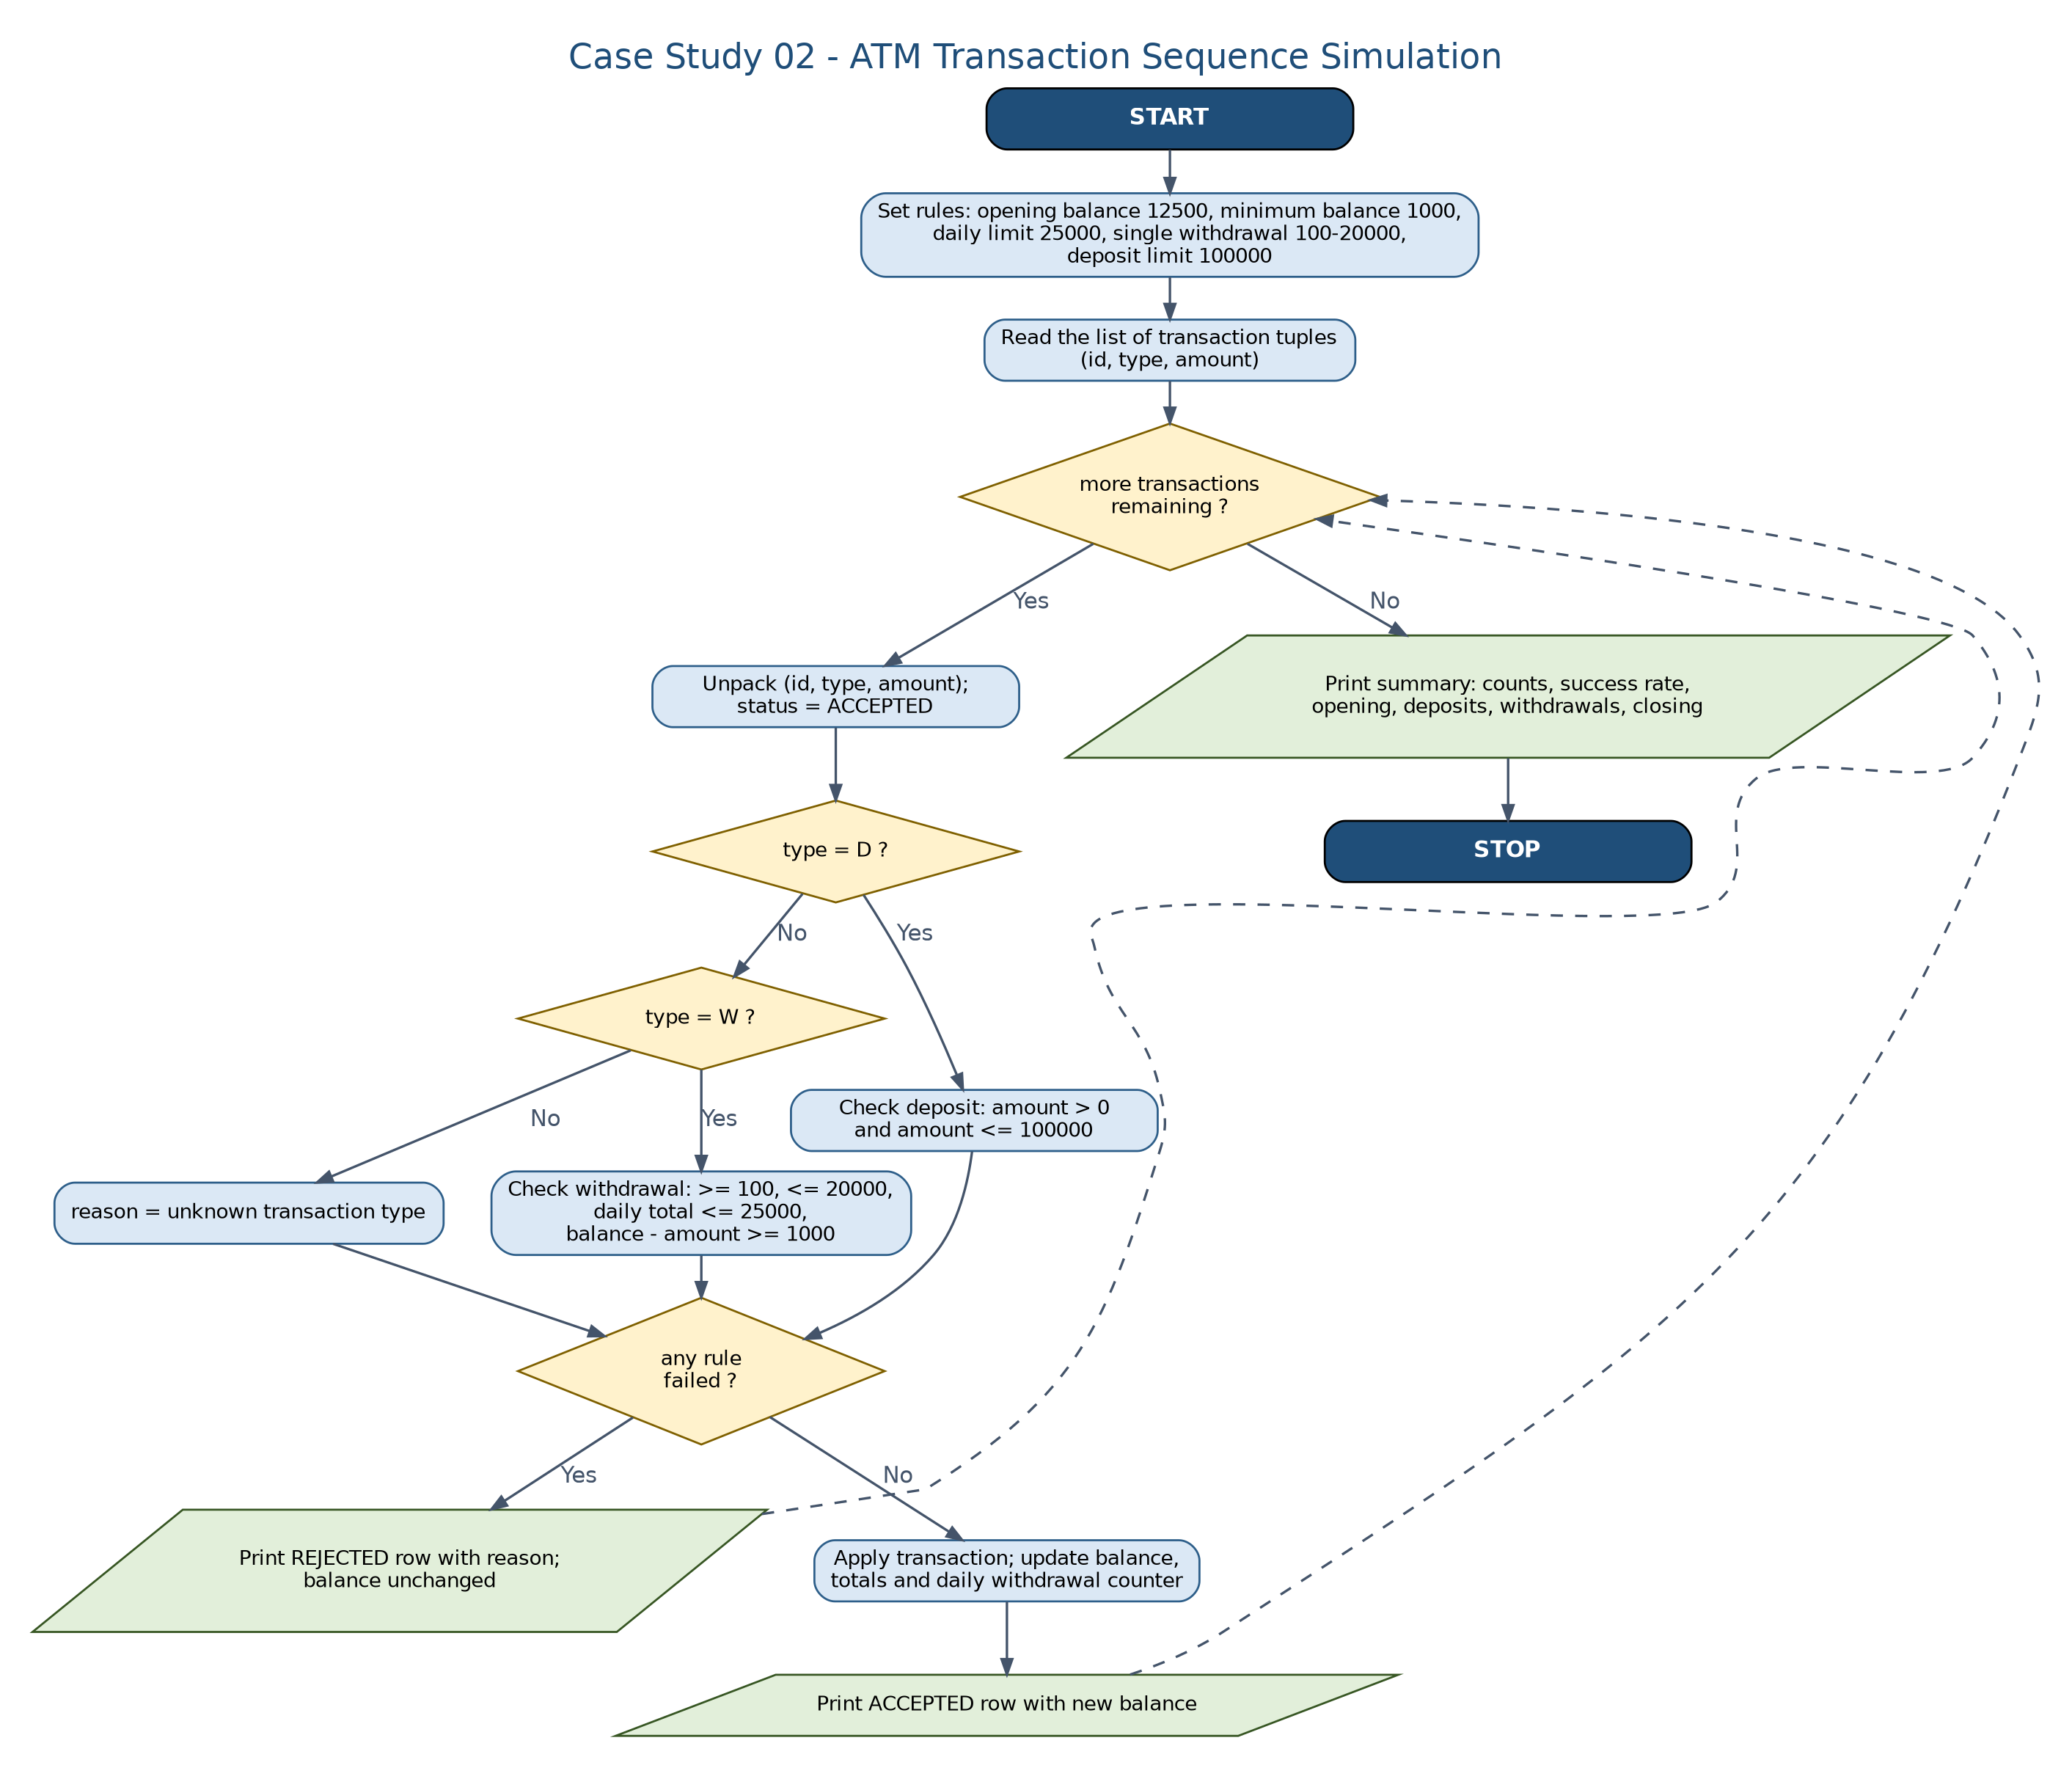 Case Study 02 - ATM Transaction Sequence Simulation
START
Set rules: opening balance 12500, minimum balance 1000,
daily limit 25000, single withdrawal 100-20000,
deposit limit 100000
Read the list of transaction tuples
(id, type, amount)
more transactions
remaining ?
Yes
No
Unpack (id, type, amount);
status = ACCEPTED
Print summary: counts, success rate,
opening, deposits, withdrawals, closing
type = D ?
STOP
No
Yes
type = W ?
No
Yes
Check deposit: amount > 0
and amount <= 100000
reason = unknown transaction type
Check withdrawal: >= 100, <= 20000,
daily total <= 25000,
balance - amount >= 1000
any rule
failed ?
Yes
No
Print REJECTED row with reason;
balance unchanged
Apply transaction; update balance,
totals and daily withdrawal counter
Print ACCEPTED row with new balance